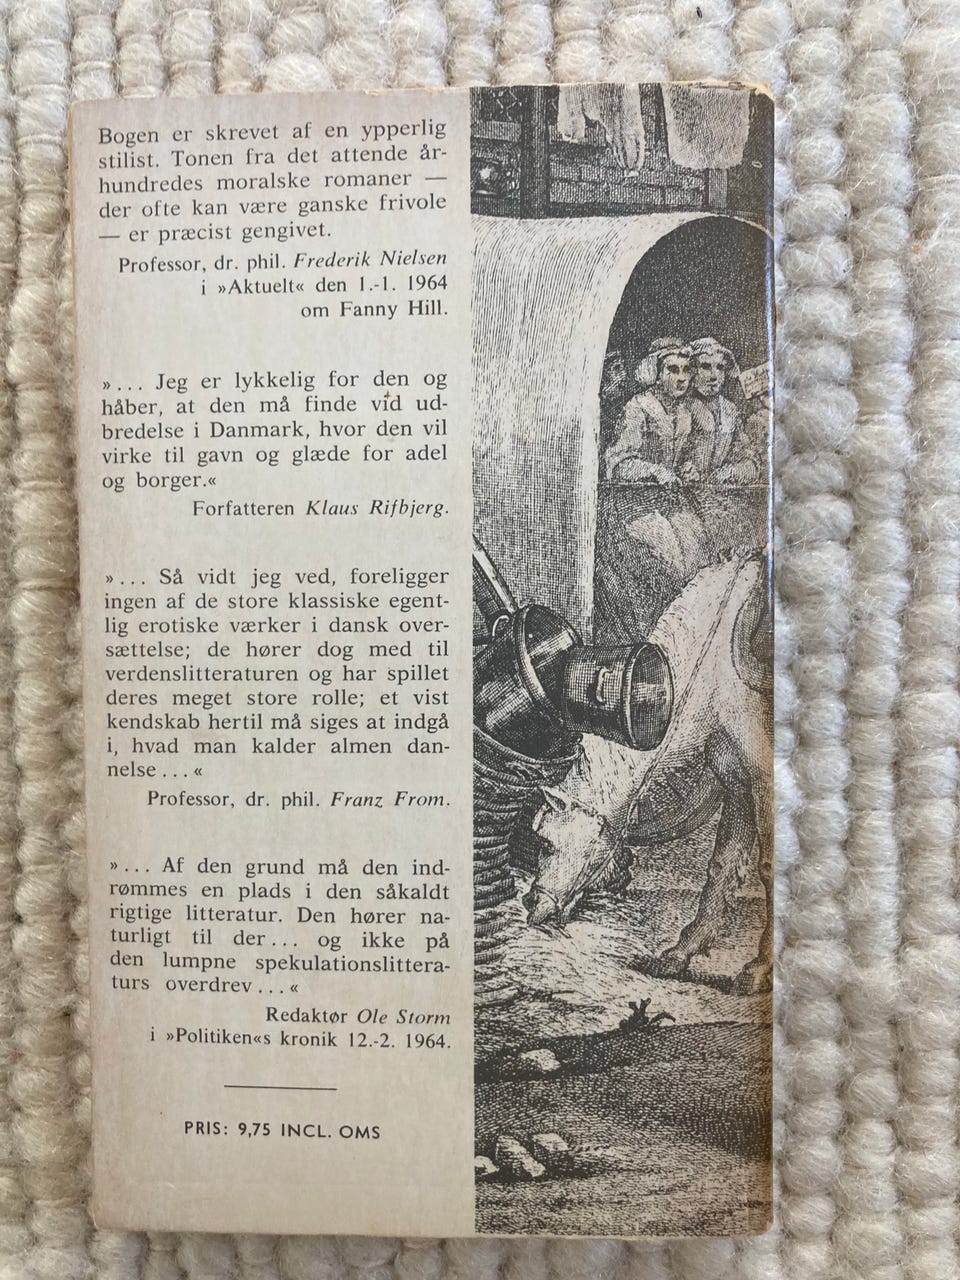 Bogen er skrevet af en ypperlig
stilist. Tonen fra det attende år-
hundredes moralske romaner —
der ofte kan være ganske frivole
— er præcist gengivet.
Professor, dr. phil. Frederik Nielsen
i »Aktuelt« den 1.-1. 1964
om Fanny Hill.
»... Jeg er lykkelig for den og
håber, at den må finde vid ud-
bredelse i Danmark, hvor den vil
virke til gavn og glæde for adel
og borger.«
Forfatteren Klaus Rifbjerg.
»... Så vidt jeg ved, foreligger
ingen af de store klassiske egent-
lig erotiske værker i dansk over-
sættelse; de hører dog med til
verdenslitteraturen og har spillet
deres meget store rolle; et vist
kendskab hertil må siges at indgå
i, hvad man kalder almen dan-
nelse...«
Professor, dr. phil. Franz From.
»... Af den grund må den ind-
rømmes en plads i den såkaldt
rigtige litteratur. Den hører na-
turligt til der... og ikke på
den lumpne spekulationslittera-
turs overdrev...«
Redaktør Ole Storm
i »Politiken«s kronik 12.-2. 1964.
PRIS: 9,75 INCL. OMS